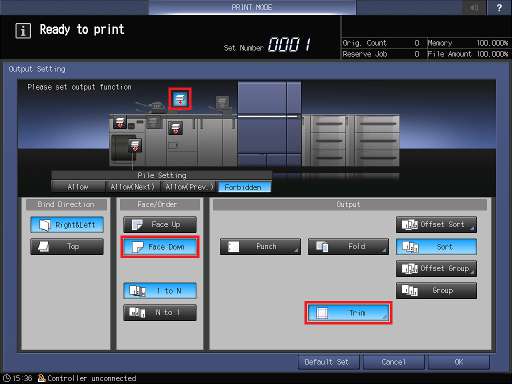 PRINT MODE
?
Ready to print
Set Number 0001
Orig. Count 0 Memory 100.000%
Reserve Job 0 File Amount 100.000%
Output Setting
Please set output function
Pile Setting
Allow Allow(Next) Allow(Prev.) Forbidden
Bind Direction Face/Order Output
Right&Left Face Up Offset Sort
Top Face Down Punch Fold Sort
Offset Group
1 to N Group
N to 1 Trim
Default Set Cancel OK
15:36 Controller unconnected